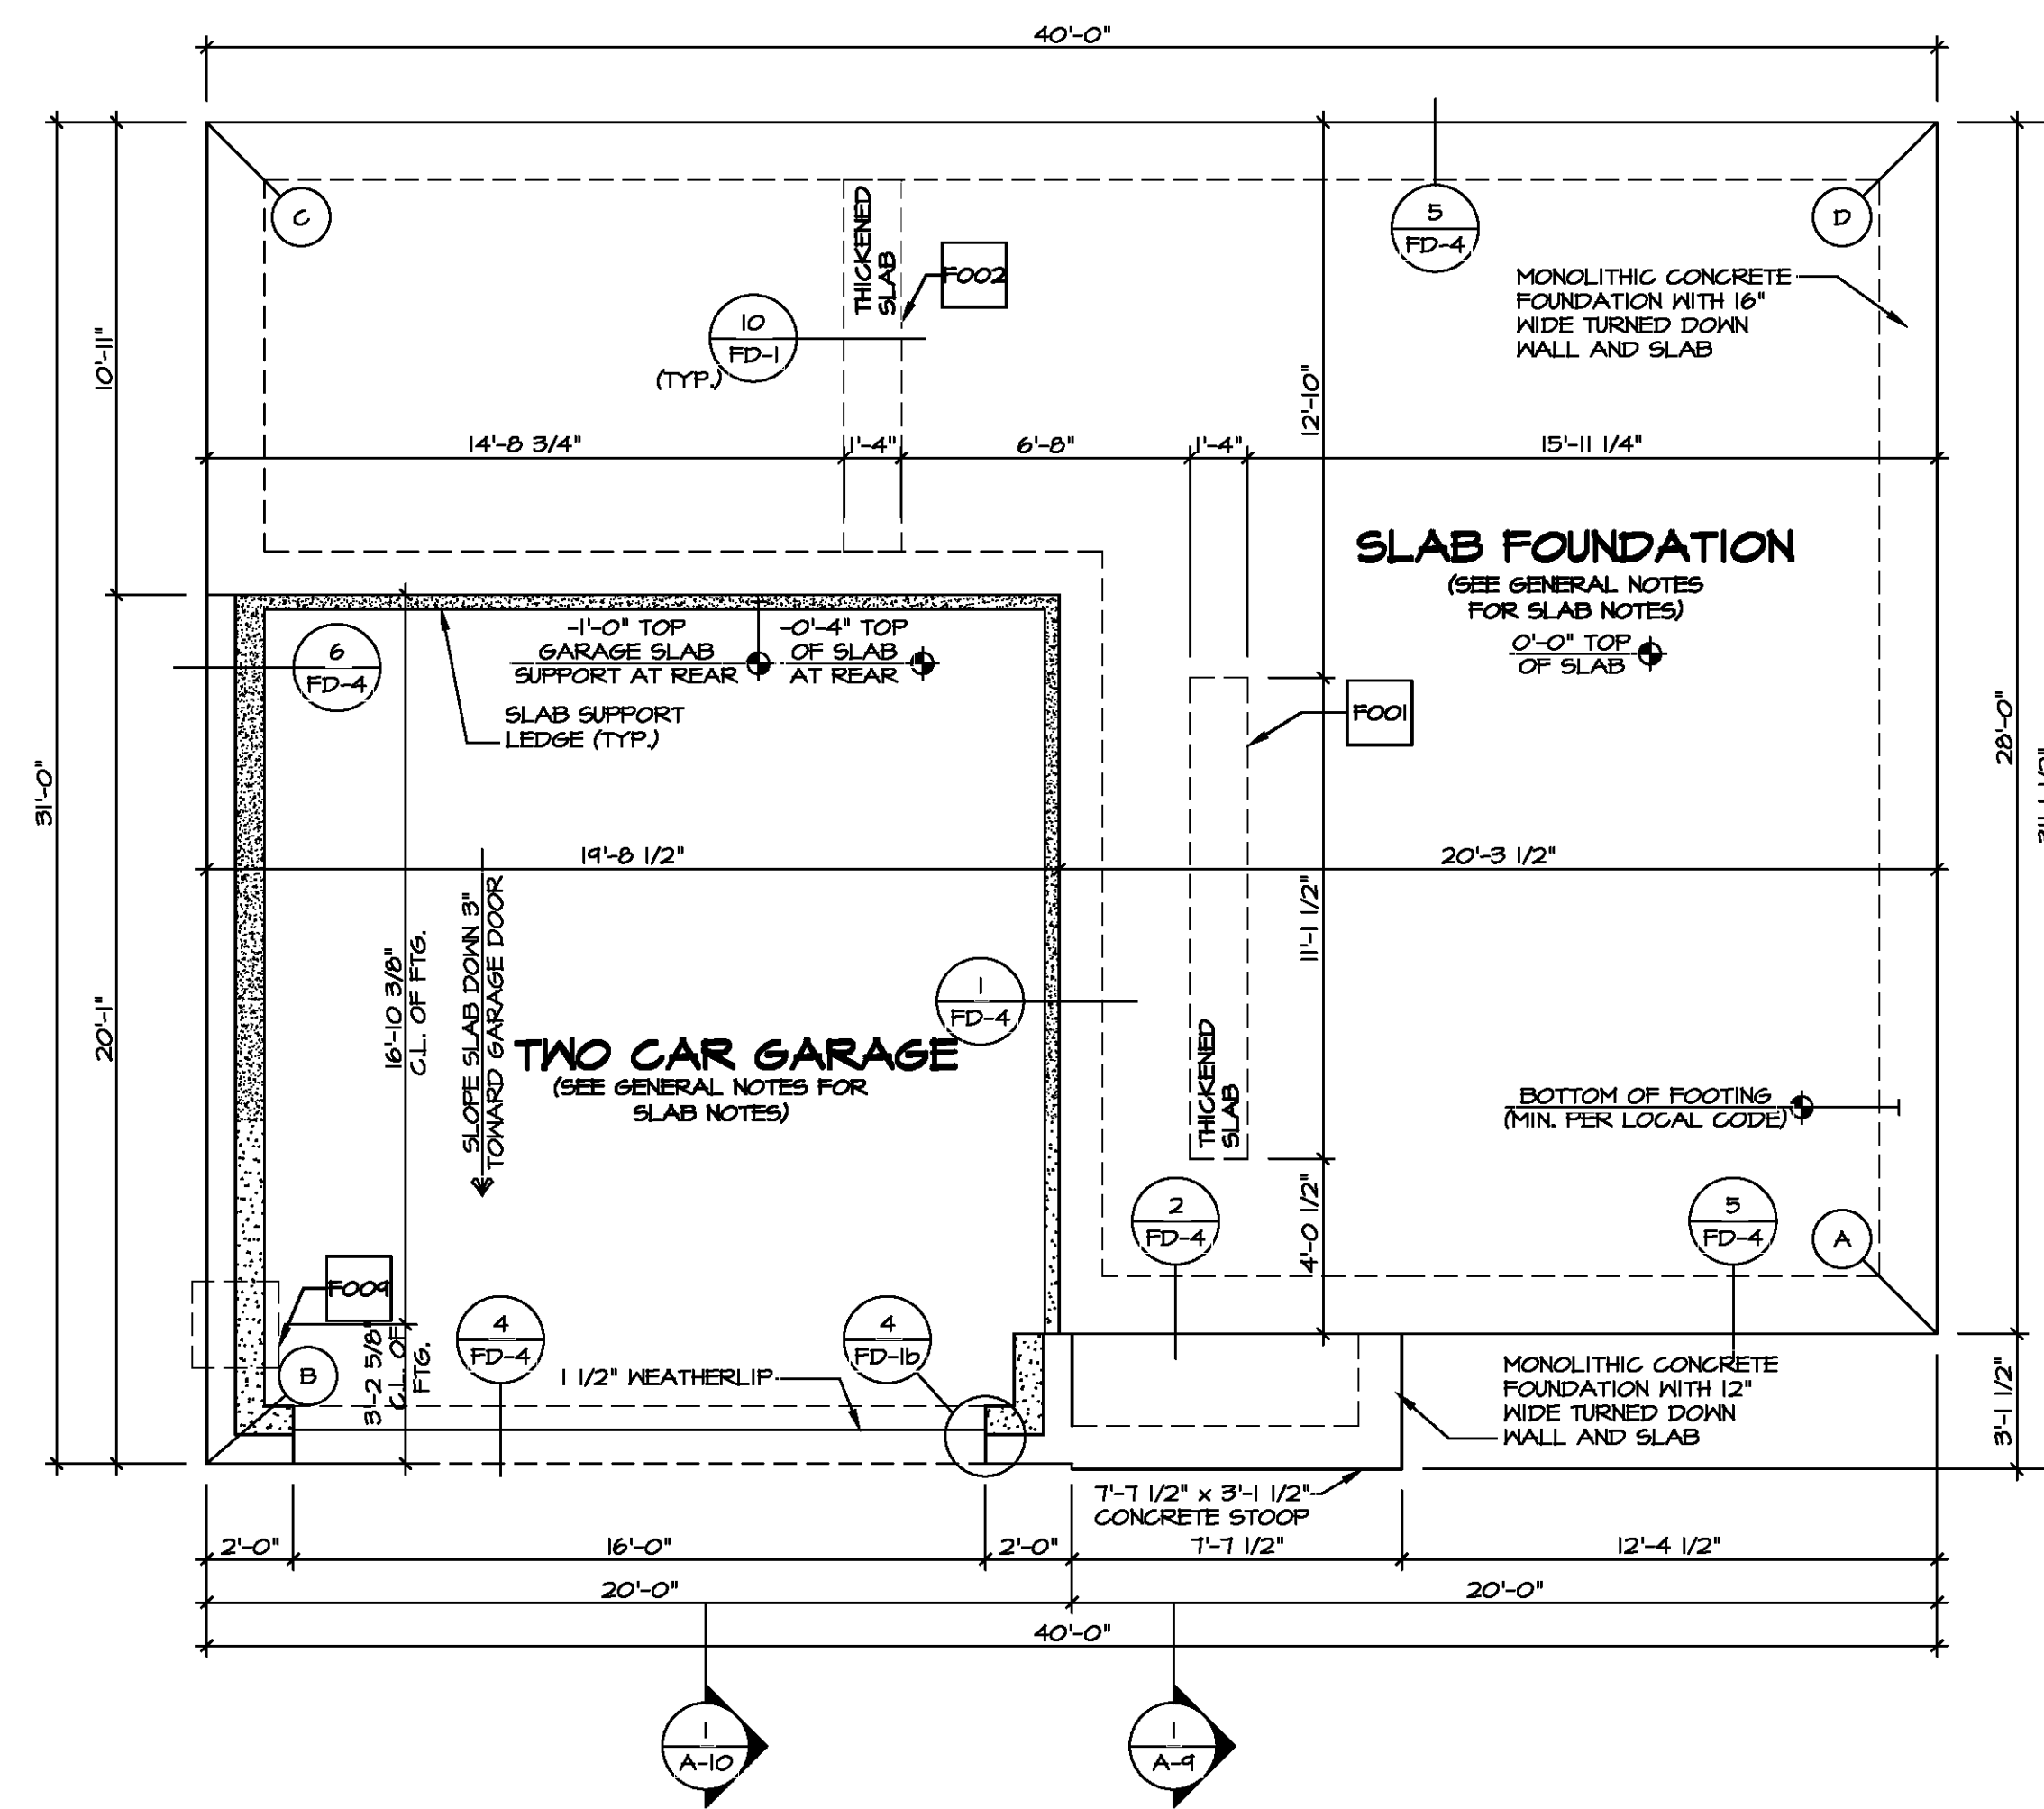 40'-0"
C
THICKENED
SLAB
F002
10
FD-1
(TYP.)
5
FD-4
D
MONOLITHIC CONCRETE
FOUNDATION WITH 16"
WIDE TURNED DOWN
WALL AND SLAB
10'-11"
12'-10"
14'-8 3/4"
1'-4"
6'-8"
1'-4"
15'-11 1/4"
SLAB FOUNDATION
(SEE GENERAL NOTES
FOR SLAB NOTES)
0'-0" TOP
OF SLAB
6
FD-4
-1'-0" TOP
GARAGE SLAB
SUPPORT AT REAR
-0'-4" TOP
OF SLAB
AT REAR
SLAB SUPPORT
LEDGE (TYP.)
F001
31'-0"
28'-0"
19'-8 1/2"
20'-3 1/2"
11'-1 1/2"
16'-10 3/8"
C.L. OF FTG.
SLOPE SLAB DOWN 3"
TOWARD GARAGE DOOR
1
FD-4
20'-1"
TWO CAR GARAGE
(SEE GENERAL NOTES FOR
SLAB NOTES)
THICKENED
SLAB
BOTTOM OF FOOTING
(MIN. PER LOCAL CODE)
2
FD-4
4'-0 1/2"
5
FD-4
A
F009
B
3'-2 5/8"
C.L. OF
FTG.
4
FD-4
4
FD-1b
1 1/2" WEATHERLIP
MONOLITHIC CONCRETE
FOUNDATION WITH 12"
WIDE TURNED DOWN
WALL AND SLAB
3'-1 1/2"
7'-7 1/2" x 3'-1 1/2"
CONCRETE STOOP
2'-0"
16'-0"
2'-0"
7'-7 1/2"
12'-4 1/2"
20'-0"
20'-0"
40'-0"
1
A-10
1
A-9